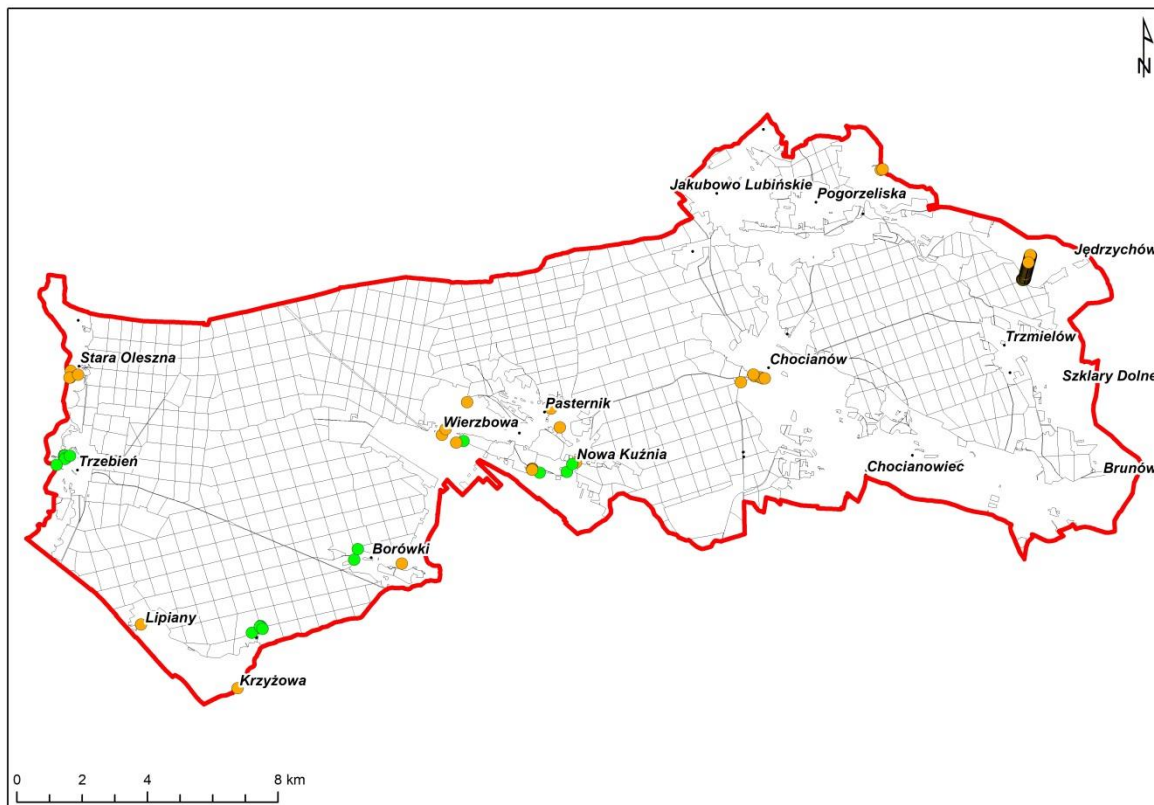 N
Jakubowo Lubińskie
Pogorzeliska
Jędrzychów
Trzmielów
Stara Oleszna
Chocianów
Szklary Dolne
Pasternik
Wierzbowa
Nowa Kuźnia
Trzebień
Chocianowiec
Brunów
Borówki
Lipiany
Krzyżowa
0 2 4 8 km